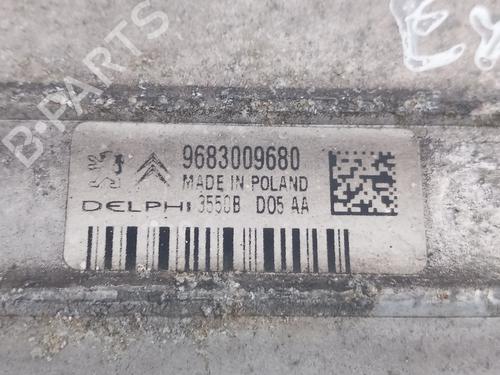 B-PARTS
9683009680
MADE IN POLAND
DELPHI 3550B D05 AA